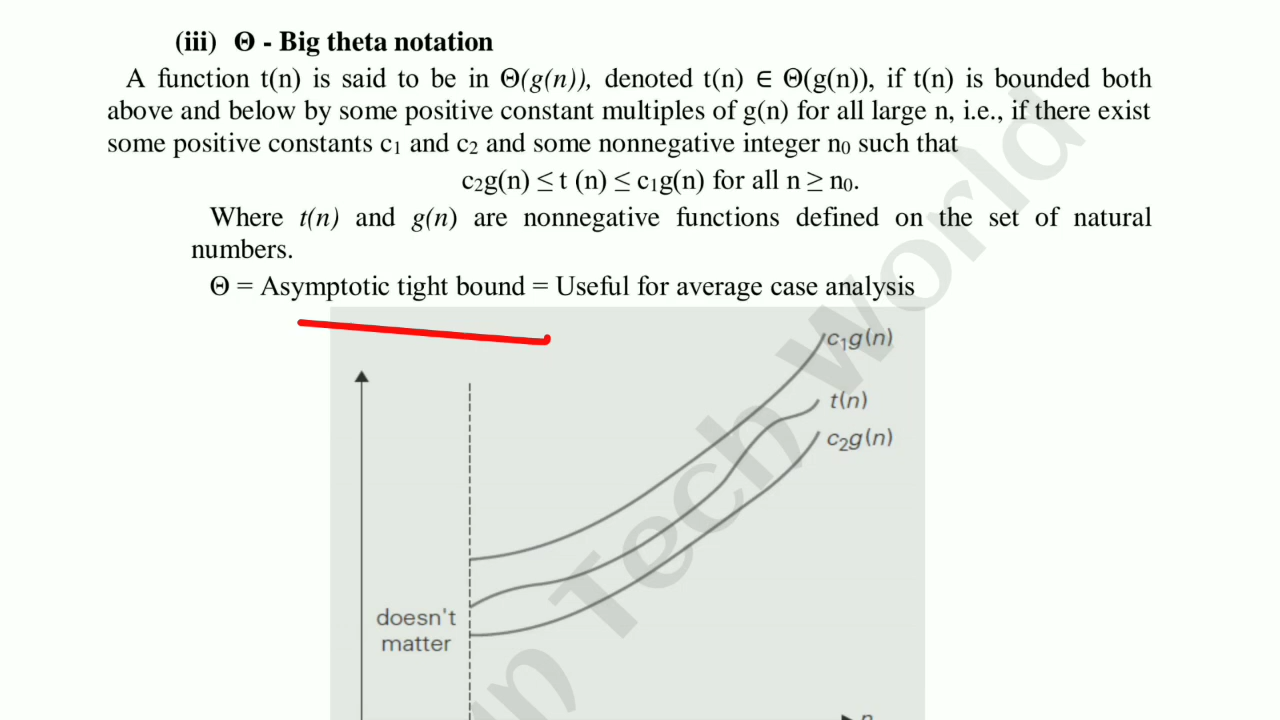 (iii) Θ - Big theta notation
A function t(n) is said to be in Θ(g(n)), denoted t(n) ∈ Θ(g(n)), if t(n) is bounded both
above and below by some positive constant multiples of g(n) for all large n, i.e., if there exist
some positive constants c₁ and c₂ and some nonnegative integer n₀ such that
c₂g(n) ≤ t (n) ≤ c₁g(n) for all n ≥ n₀.
Where t(n) and g(n) are nonnegative functions defined on the set of natural
numbers.
Θ = Asymptotic tight bound = Useful for average case analysis
c₁g(n)
t(n)
c₂g(n)
doesn't
matter
n
Tech world